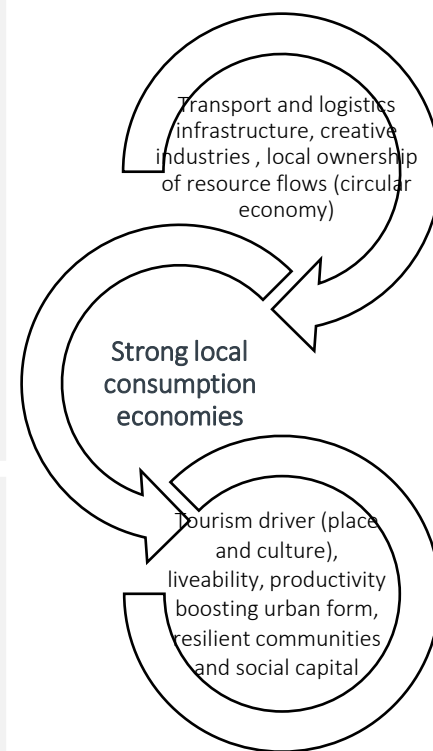 Transport and logistics
infrastructure, creative
industries , local ownership
of resource flows (circular
economy)
Strong local
consumption
economies
Tourism driver (place
and culture),
liveability, productivity
boosting urban form,
resilient communities
and social capital